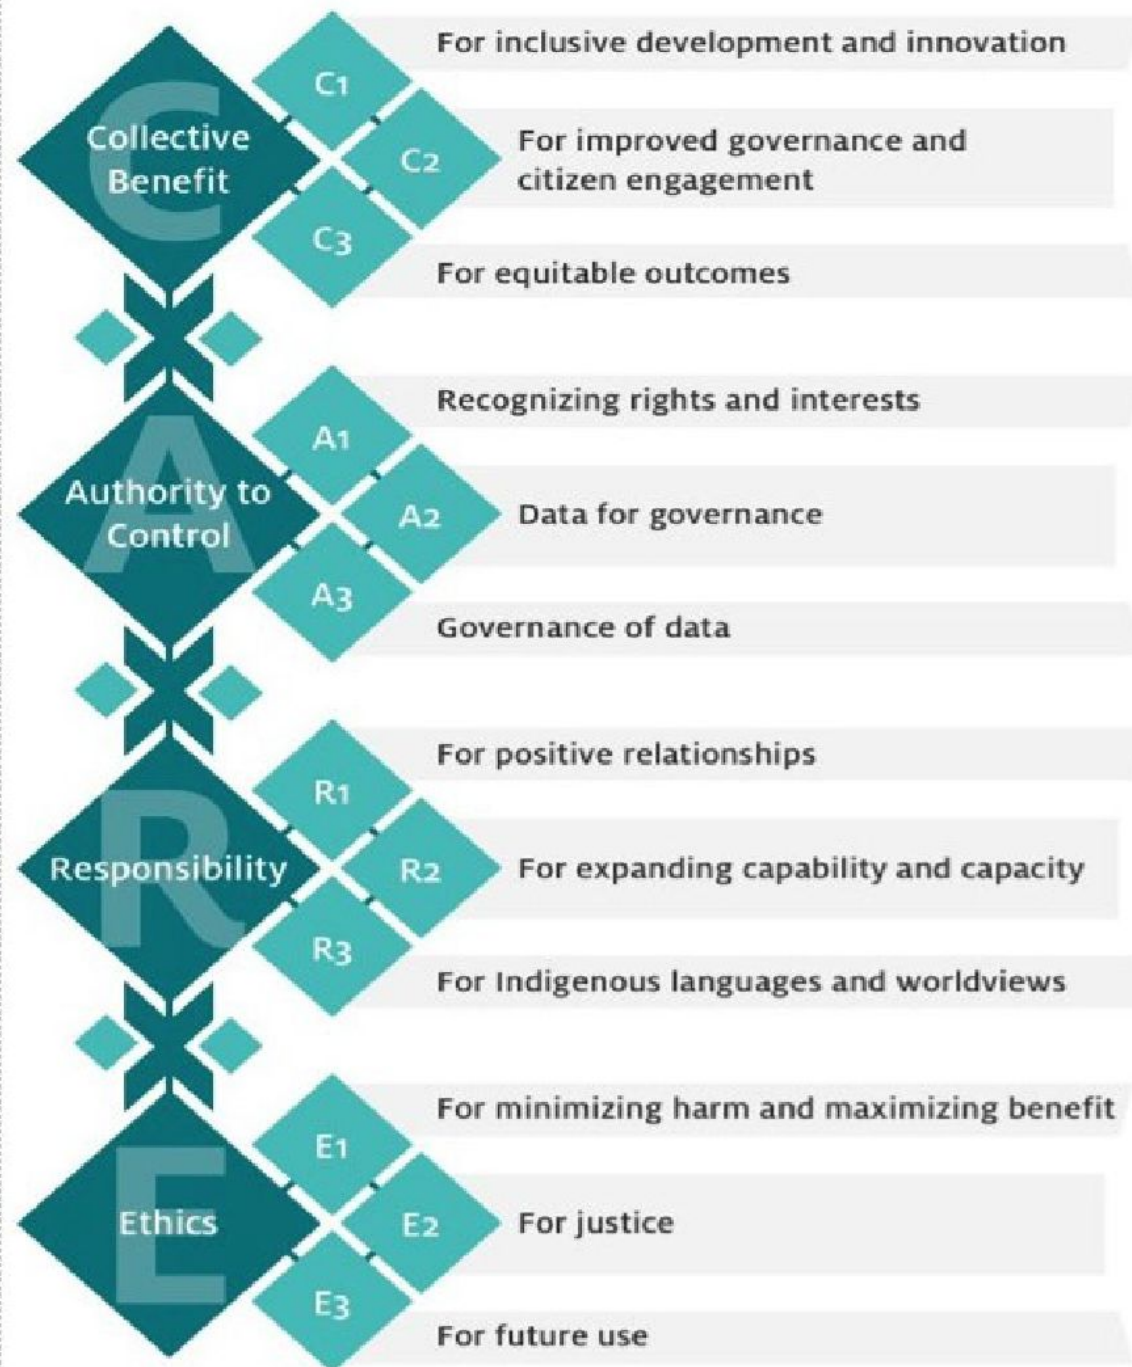 C
Collective
Benefit
C1
For inclusive development and innovation
C2
For improved governance and
citizen engagement
C3
For equitable outcomes
A
Authority to
Control
A1
Recognizing rights and interests
A2
Data for governance
A3
Governance of data
R
Responsibility
R1
For positive relationships
R2
For expanding capability and capacity
R3
For Indigenous languages and worldviews
E
Ethics
E1
For minimizing harm and maximizing benefit
E2
For justice
E3
For future use